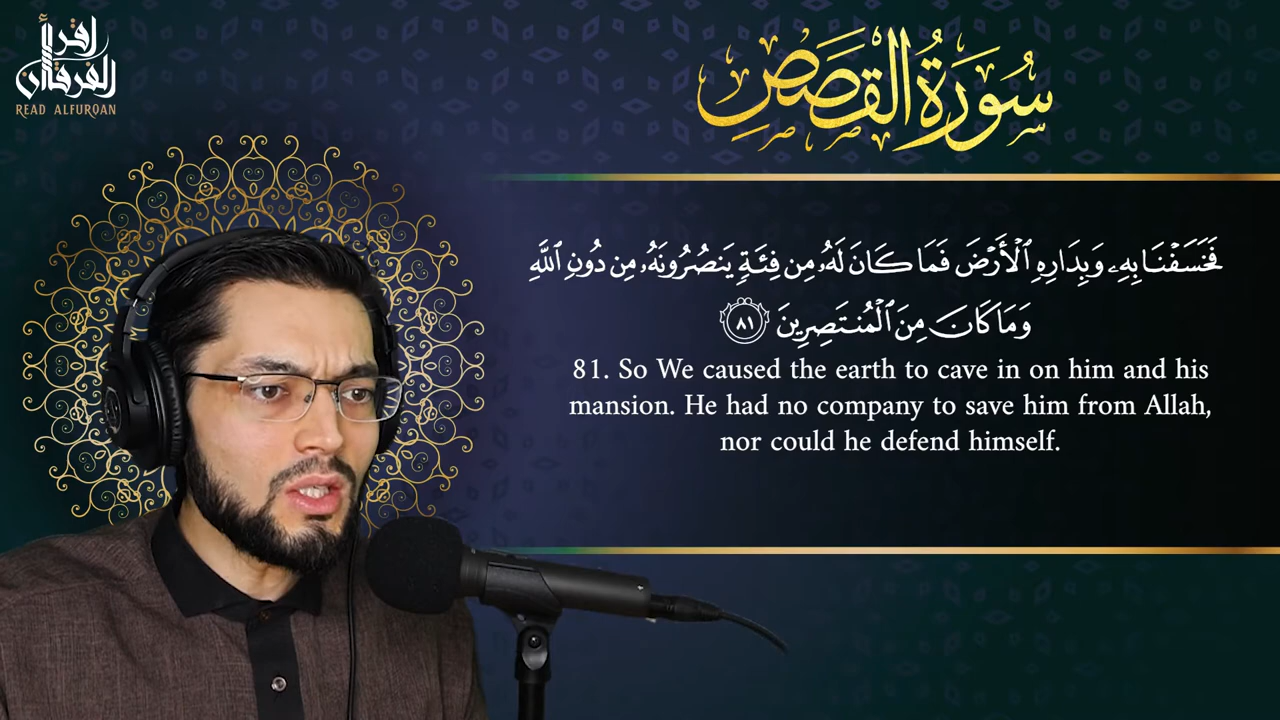 اقرأ
الفرقان
READ ALFURQAN
سُورَةُ القَصَصِ
فَخَسَفْنَا بِهِۦ وَبِدَارِهِ ٱلْأَرْضَ فَمَا كَانَ لَهُۥ مِن فِئَةٍ يَنصُرُونَهُۥ مِن دُونِ ٱللَّهِ
وَمَا كَانَ مِنَ ٱلْمُنتَصِرِينَ ٨١
81. So We caused the earth to cave in on him and his
mansion. He had no company to save him from Allah,
nor could he defend himself.